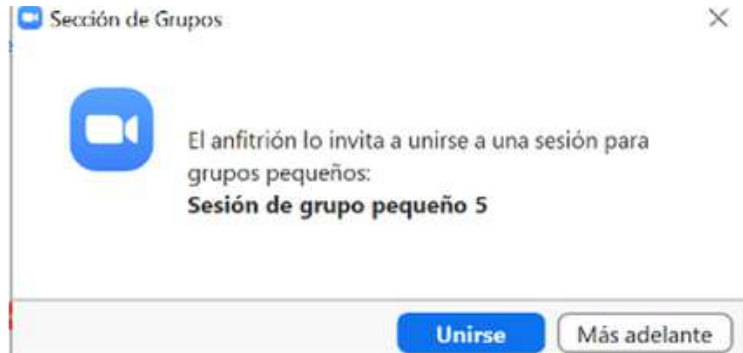 Sección de Grupos
El anfitrión lo invita a unirse a una sesión para
grupos pequeños:
Sesión de grupo pequeño 5
Unirse
Más adelante